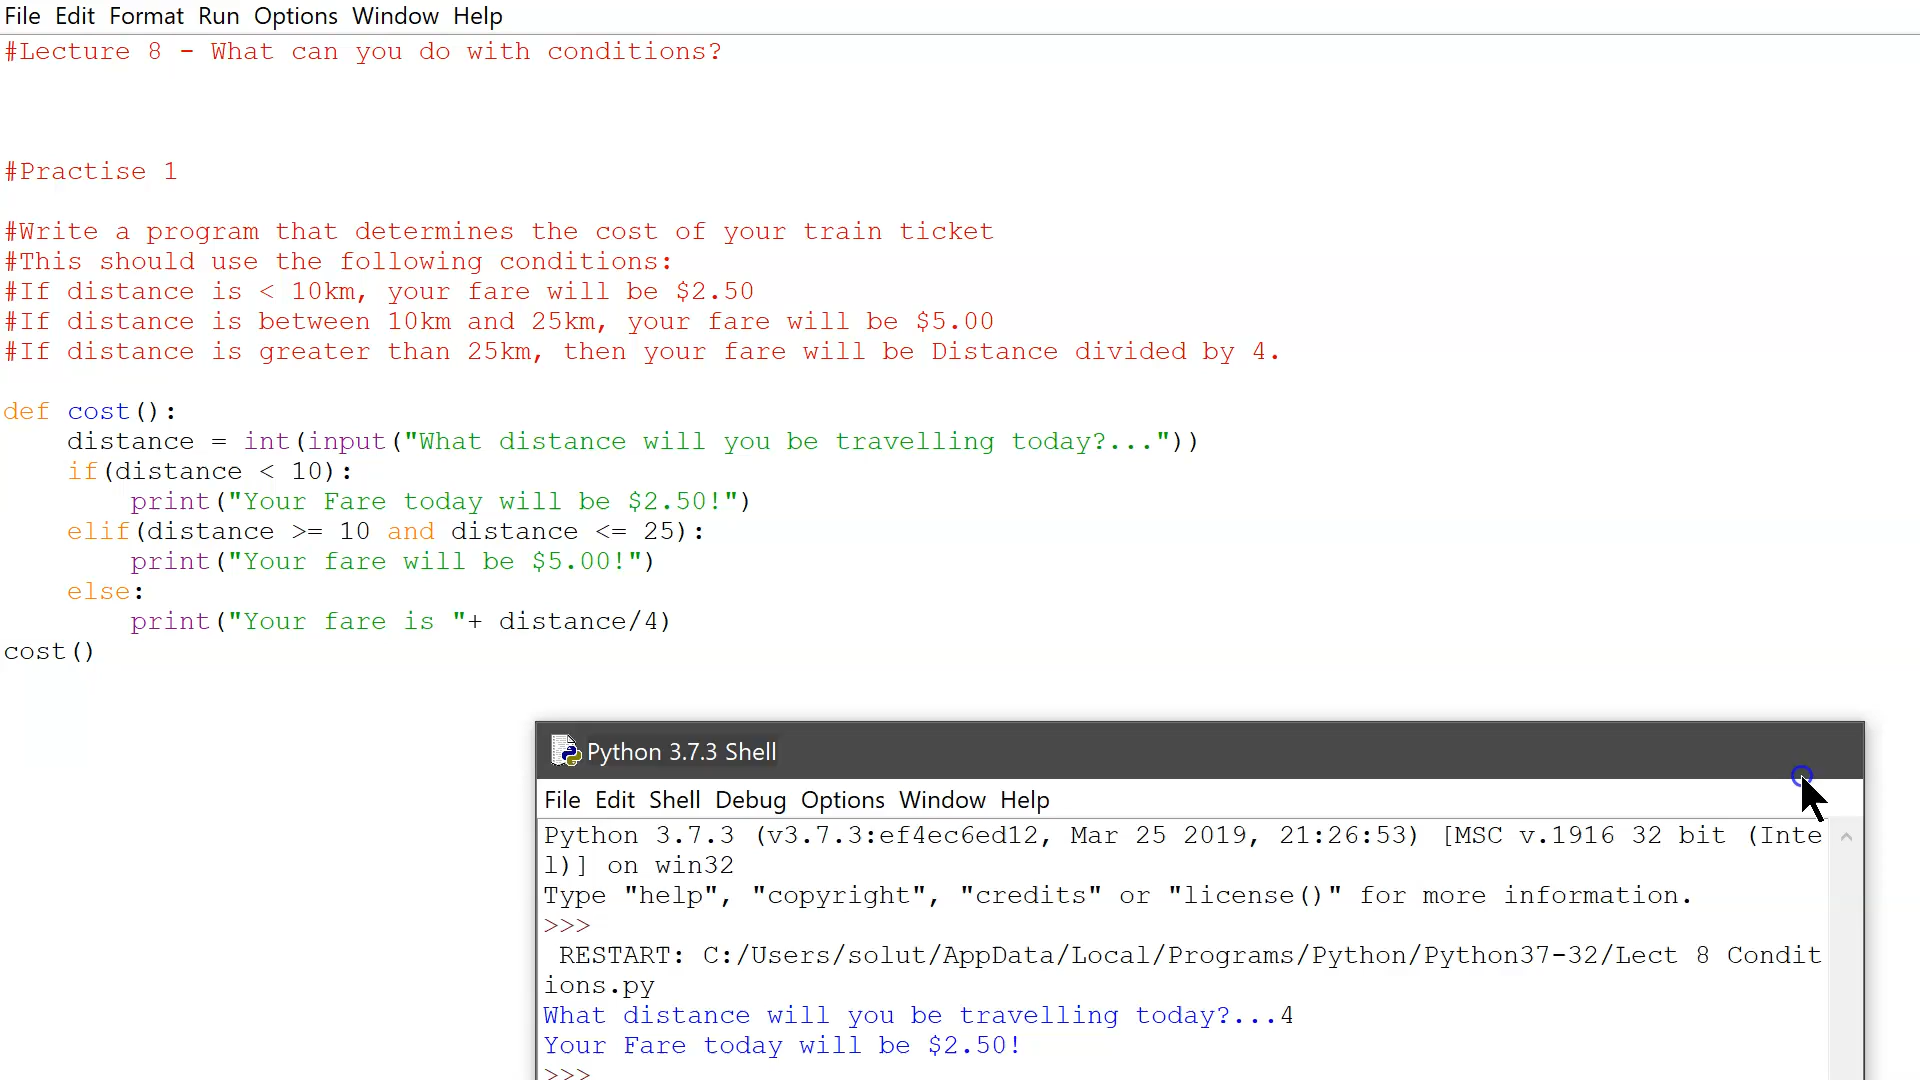 File Edit Format Run Options Window Help
#Lecture 8 - What can you do with conditions?
#Practise 1
#Write a program that determines the cost of your train ticket
#This should use the following conditions:
#If distance is < 10km, your fare will be $2.50
#If distance is between 10km and 25km, your fare will be $5.00
#If distance is greater than 25km, then your fare will be Distance divided by 4.
def cost():
    distance = int(input("What distance will you be travelling today?..."))
    if(distance < 10):
        print("Your Fare today will be $2.50!")
    elif(distance >= 10 and distance <= 25):
        print("Your fare will be $5.00!")
    else:
        print("Your fare is "+ distance/4)
cost()
Python 3.7.3 Shell
File Edit Shell Debug Options Window Help
Python 3.7.3 (v3.7.3:ef4ec6ed12, Mar 25 2019, 21:26:53) [MSC v.1916 32 bit (Inte
l)] on win32
Type "help", "copyright", "credits" or "license()" for more information.
>>>
 RESTART: C:/Users/solut/AppData/Local/Programs/Python/Python37-32/Lect 8 Condit
ions.py
What distance will you be travelling today?...4
Your Fare today will be $2.50!
>>>